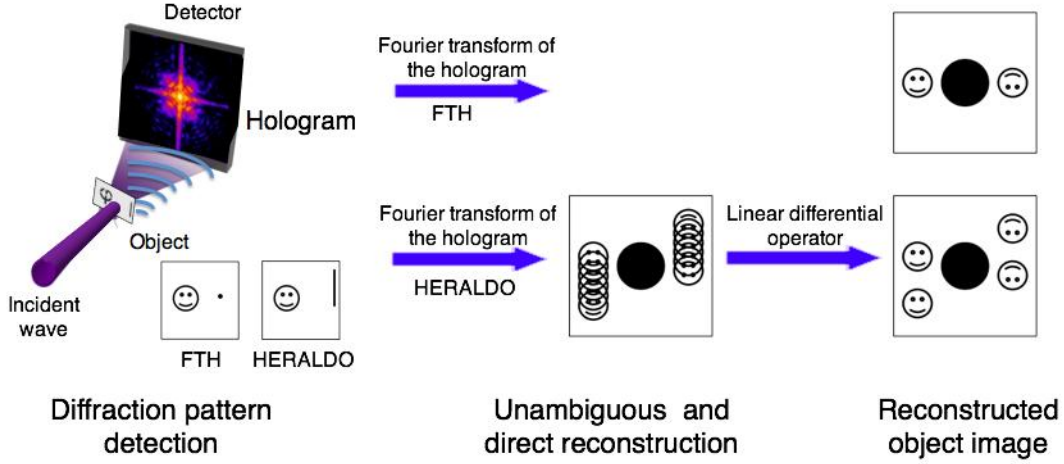 Detector
Hologram
Object
Incident
wave
FTH
HERALDO
Diffraction pattern
detection
Fourier transform of
the hologram
FTH
Fourier transform of
the hologram
HERALDO
Linear differential
operator
Unambiguous and
direct reconstruction
Reconstructed
object image